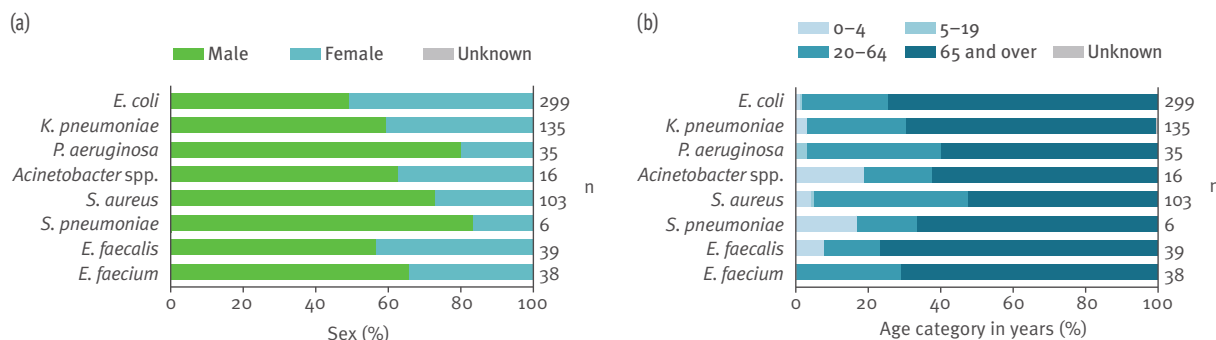 (a)
Male Female Unknown
E. coli 299
K. pneumoniae 135
P. aeruginosa 35
Acinetobacter spp. 16
S. aureus 103
S. pneumoniae 6
E. faecalis 39
E. faecium 38
n
0 20 40 60 80 100
Sex (%)
(b)
0–4 5–19
20–64 65 and over Unknown
E. coli 299
K. pneumoniae 135
P. aeruginosa 35
Acinetobacter spp. 16
S. aureus 103
S. pneumoniae 6
E. faecalis 39
E. faecium 38
0 20 40 60 80 100
Age category in years (%)